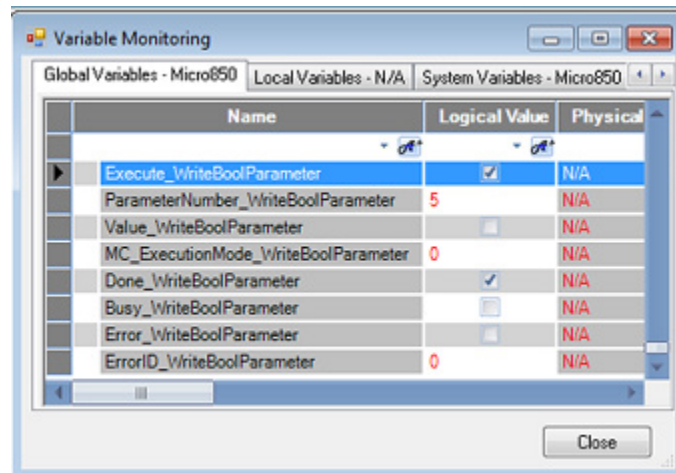 Variable Monitoring
Global Variables - Micro850 Local Variables - N/A System Variables - Micro850
Name Logical Value Physical
Execute_WriteBoolParameter N/A
ParameterNumber_WriteBoolParameter 5 N/A
Value_WriteBoolParameter N/A
MC_ExecutionMode_WriteBoolParameter 0 N/A
Done_WriteBoolParameter N/A
Busy_WriteBoolParameter N/A
Error_WriteBoolParameter N/A
ErrorID_WriteBoolParameter 0 N/A
Close